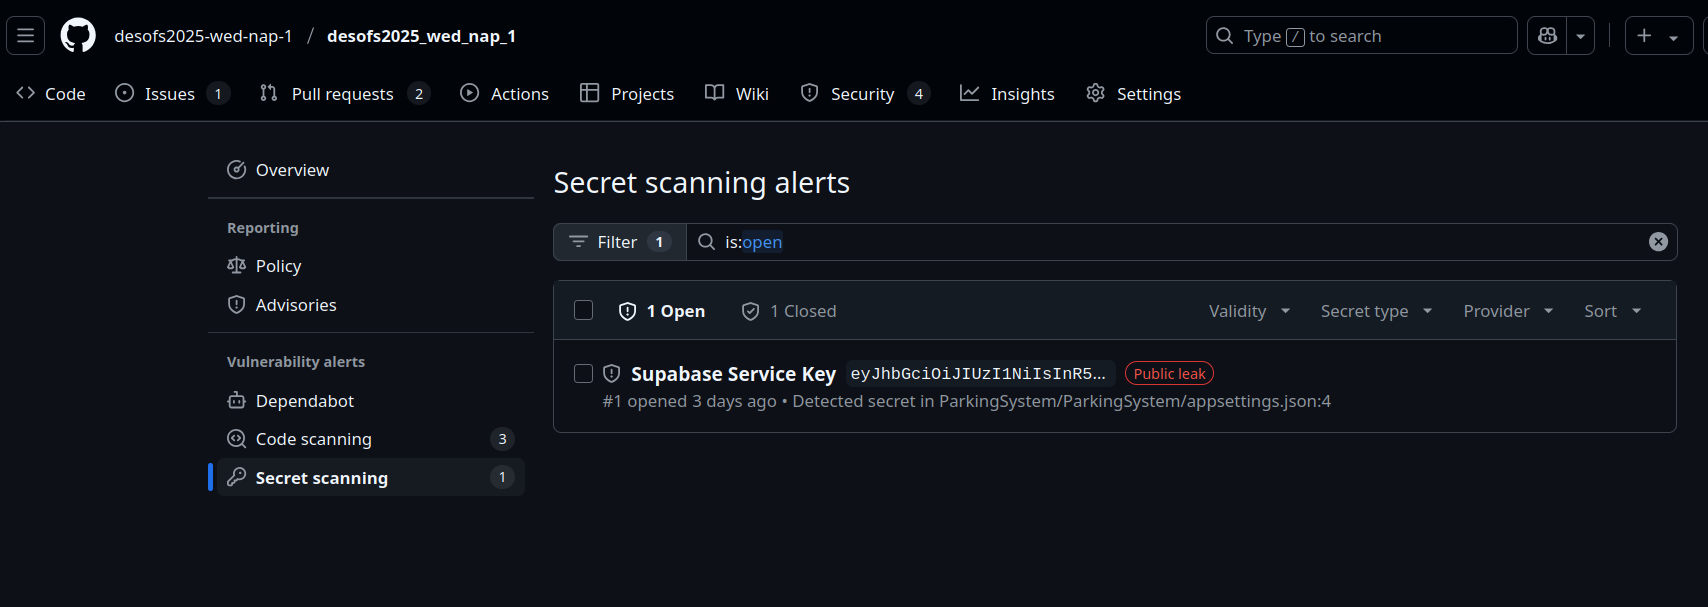 desofs2025-wed-nap-1 / desofs2025_wed_nap_1 Type / to search
Code Issues 1 Pull requests 2 Actions Projects Wiki Security 4 Insights Settings
Overview
Reporting
Policy
Advisories
Vulnerability alerts
Dependabot
Code scanning 3
Secret scanning 1
Secret scanning alerts
Filter 1 is:open
1 Open 1 Closed Validity Secret type Provider Sort
Supabase Service Key eyJhbGciOiJIUzI1NiIsInR5... Public leak
#1 opened 3 days ago • Detected secret in ParkingSystem/ParkingSystem/appsettings.json:4